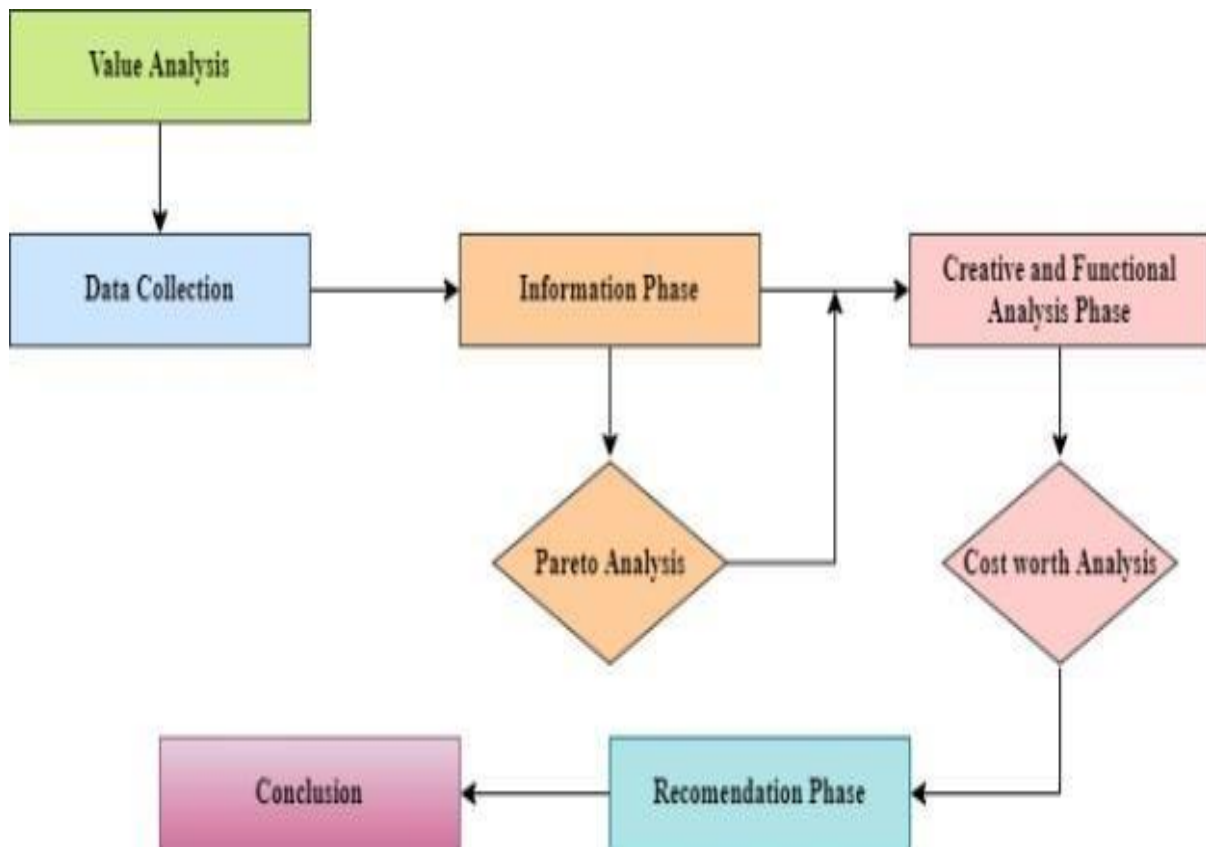 Value Analysis
Data Collection
Information Phase
Creative and Functional
Analysis Phase
Pareto Analysis
Cost worth Analysis
Conclusion
Recomendation Phase